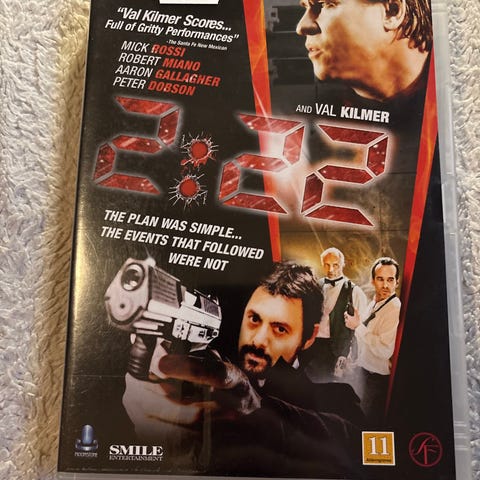 “Val Kilmer Scores...
Full of Gritty Performances”
-The Santa Fe New Mexican
MICK ROSSI
ROBERT MIANO
AARON GALLAGHER
PETER DOBSON
AND VAL KILMER
2:22
THE PLAN WAS SIMPLE...
THE EVENTS THAT FOLLOWED
WERE NOT
SMILE
ENTERTAINMENT
11
SF